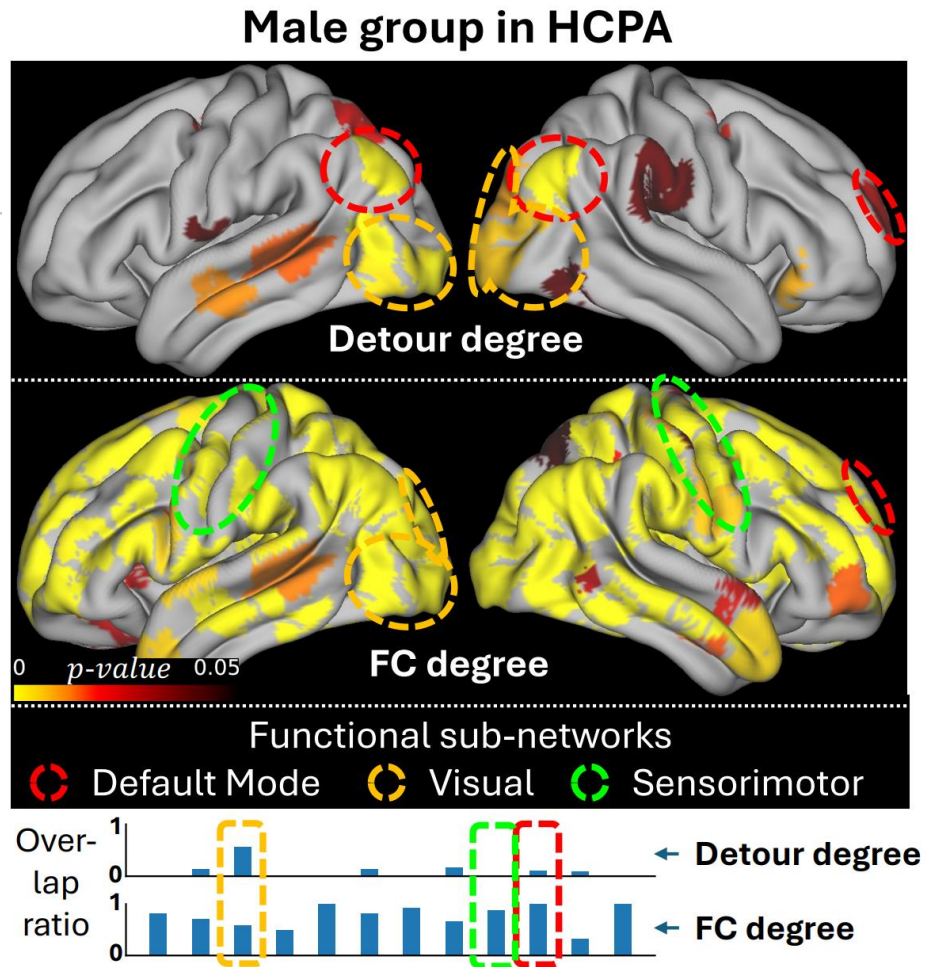 Male group in HCPA
Detour degree
0 p-value 0.05
FC degree
Functional sub-networks
Default Mode Visual Sensorimotor
Over-
lap
ratio
1
0
Detour degree
1
0
FC degree